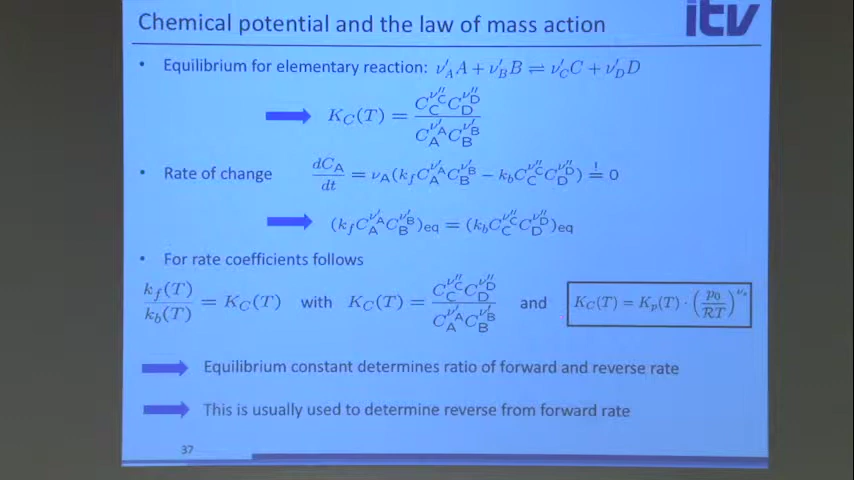 Chemical potential and the law of mass action
itv
• Equilibrium for elementary reaction: ν′_A A + ν′_B B ⇌ ν′_C C + ν′_D D
K_C(T) = C_C^{ν″_C} C_D^{ν″_D} / C_A^{ν′_A} C_B^{ν′_B}
• Rate of change dC_A/dt = ν_A(k_f C_A^{ν′_A} C_B^{ν′_B} − k_b C_C^{ν″_C} C_D^{ν″_D}) =! 0
(k_f C_A^{ν′_A} C_B^{ν′_B})_eq = (k_b C_C^{ν″_C} C_D^{ν″_D})_eq
• For rate coefficients follows
k_f(T)/k_b(T) = K_C(T) with K_C(T) = C_C^{ν″_C} C_D^{ν″_D} / C_A^{ν′_A} C_B^{ν′_B} and K_C(T) = K_p(T) · (p_0/ℛT)^ν
Equilibrium constant determines ratio of forward and reverse rate
This is usually used to determine reverse from forward rate
37